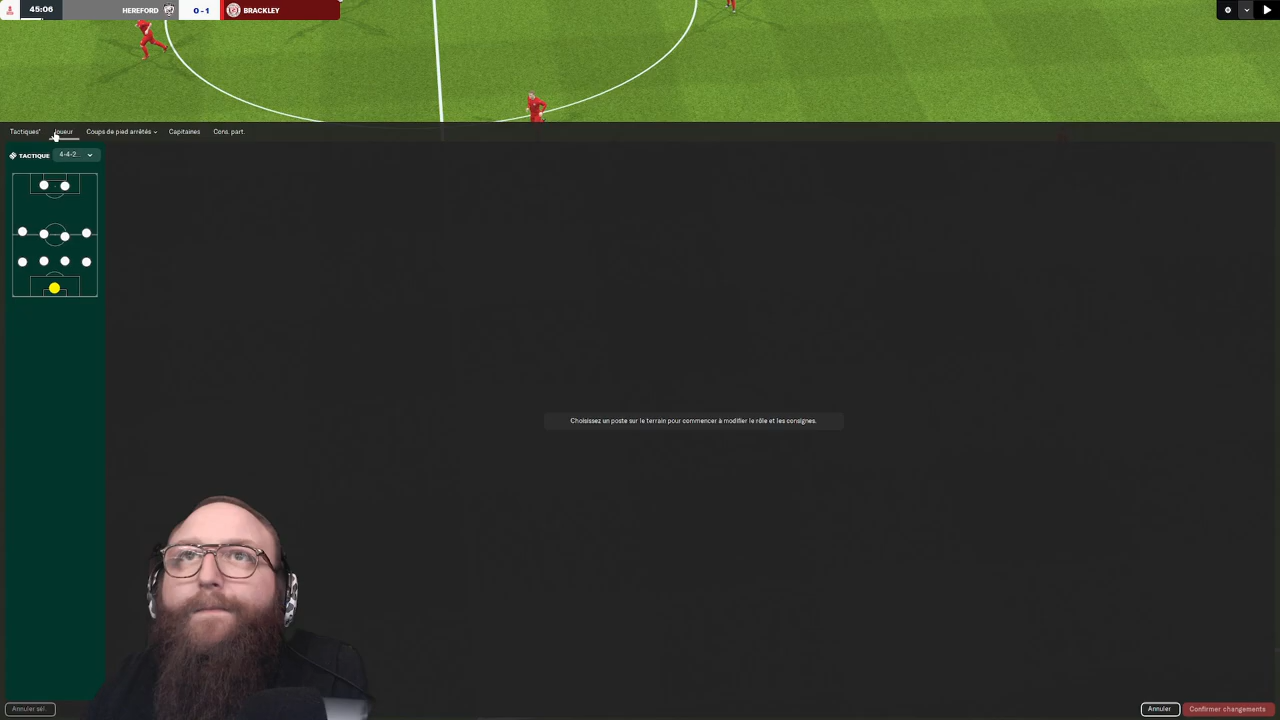 45:06 HEREFORD 0 - 1 BRACKLEY
Tactiques* Joueur Coups de pied arrêtés Capitaines Cons. part.
TACTIQUE 4-4-2...
Choisissez un poste sur le terrain pour commencer à modifier le rôle et les consignes.
Annuler sél. Annuler Confirmer changements